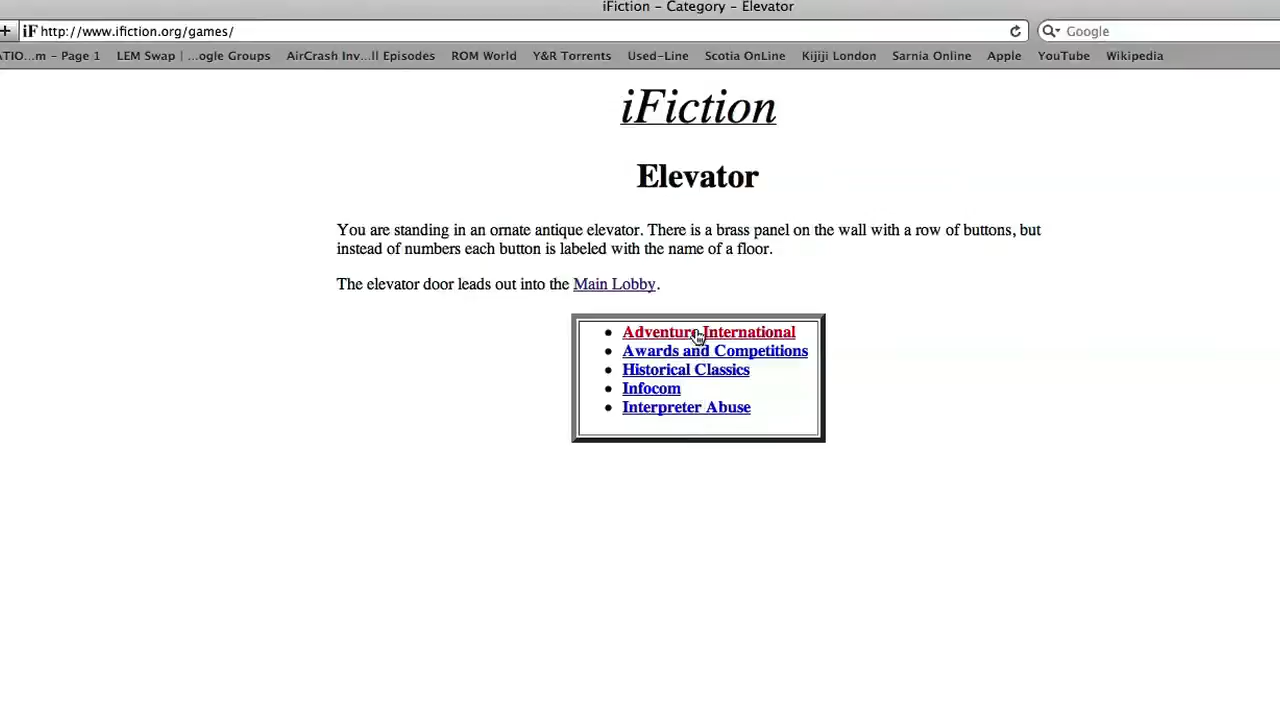 iFiction – Category – Elevator
+ iF http://www.ifiction.org/games/ Google
ATIO...m – Page 1 LEM Swap | ...ogle Groups AirCrash Inv...ll Episodes ROM World Y&R Torrents Used-Line Scotia OnLine Kijiji London Sarnia Online Apple YouTube Wikipedia
iFiction
Elevator
You are standing in an ornate antique elevator. There is a brass panel on the wall with a row of buttons, but
instead of numbers each button is labeled with the name of a floor.
The elevator door leads out into the Main Lobby.
• Adventure International
• Awards and Competitions
• Historical Classics
• Infocom
• Interpreter Abuse